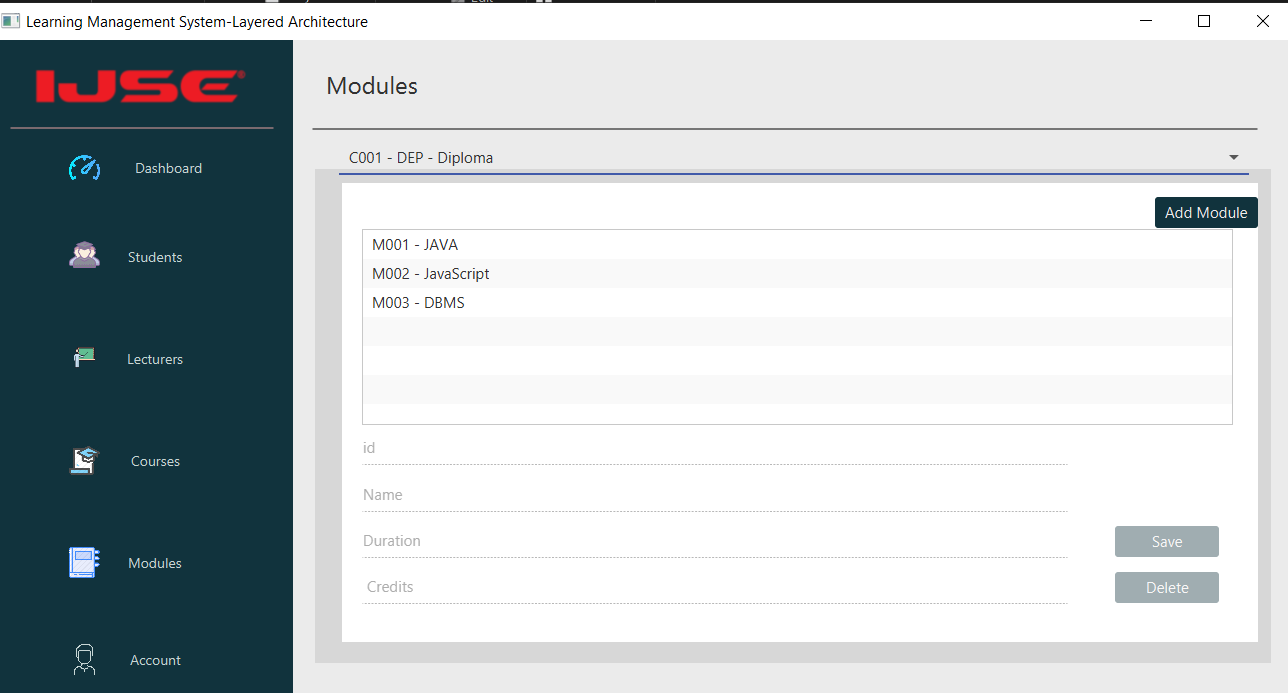 Edit
Learning Management System-Layered Architecture
IJSE®
Dashboard
Students
Lecturers
Courses
Modules
Account
Modules
C001 - DEP - Diploma
Add Module
M001 - JAVA
M002 - JavaScript
M003 - DBMS
id
Name
Duration
Credits
Save
Delete